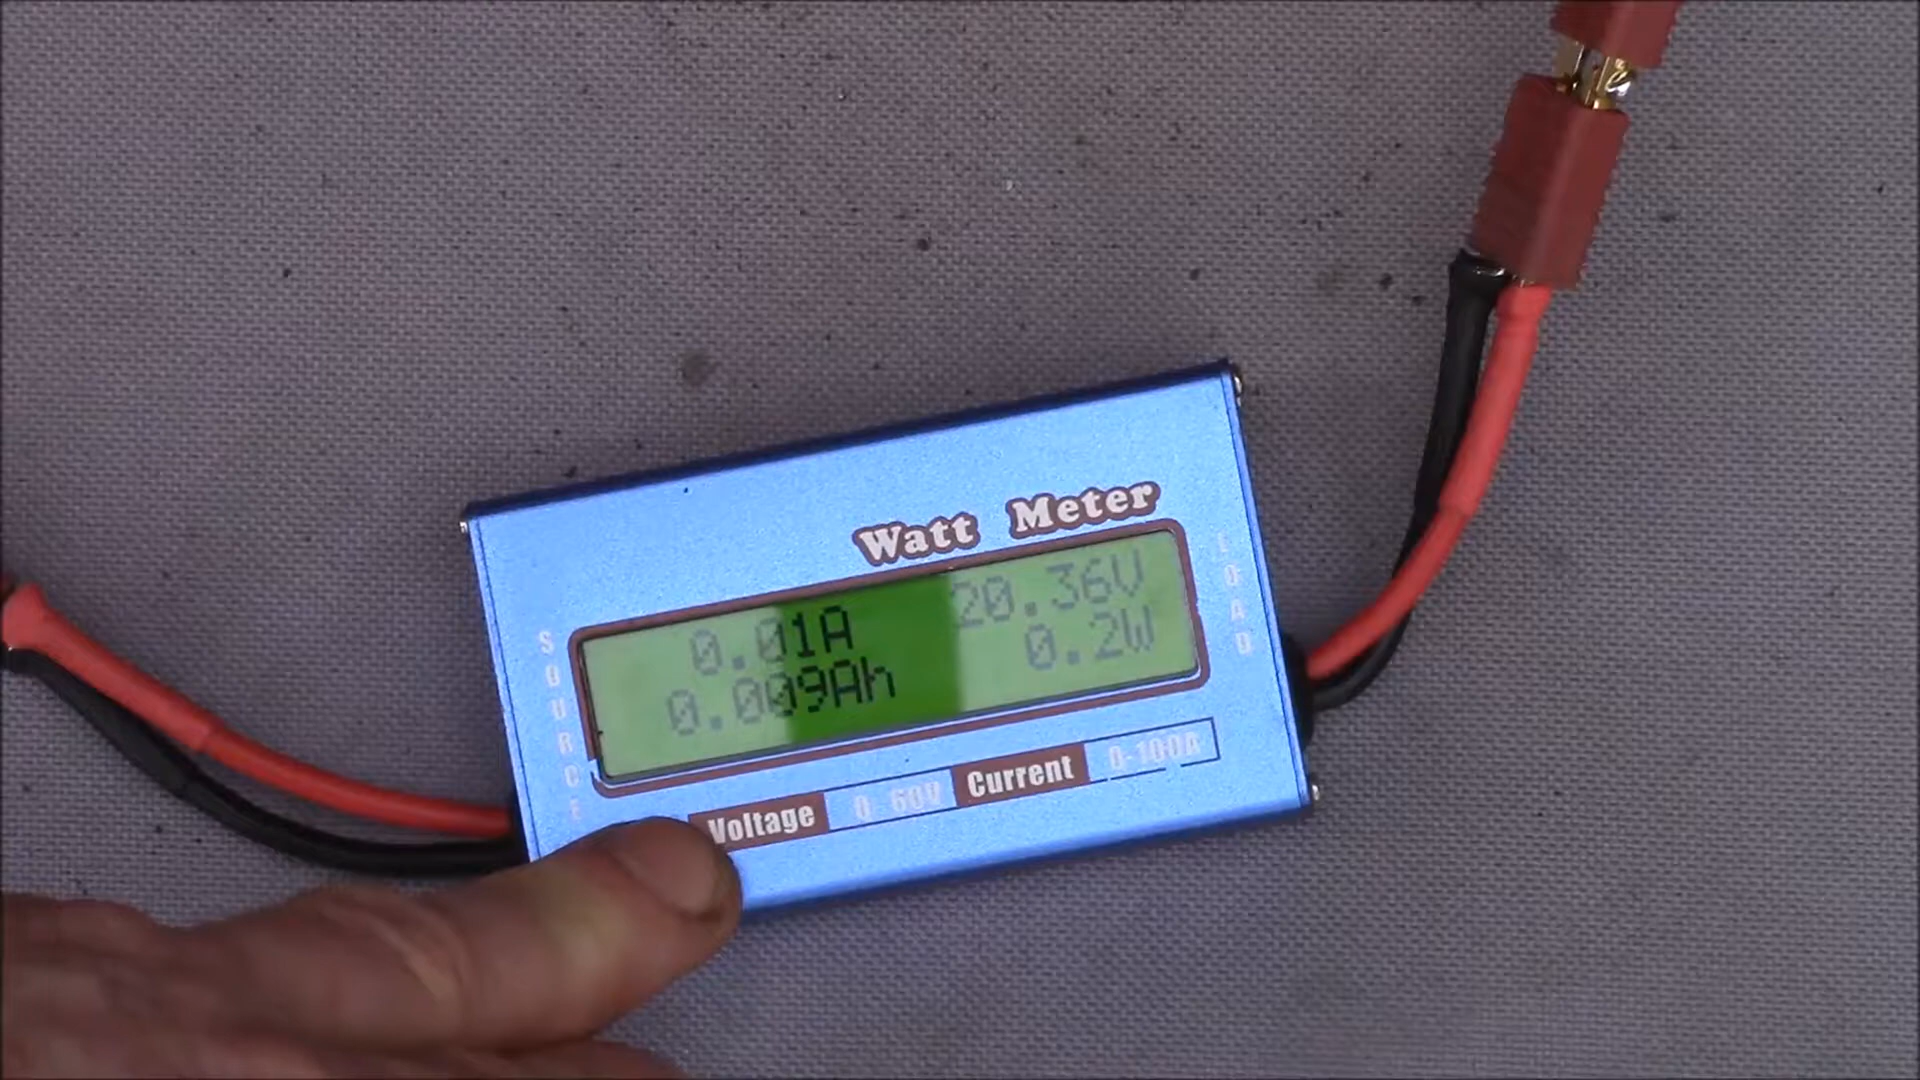 Watt Meter
0.01A 20.36V
0.009Ah 0.2W
SOURCE
LOAD
Voltage 0-60V Current 0-100A